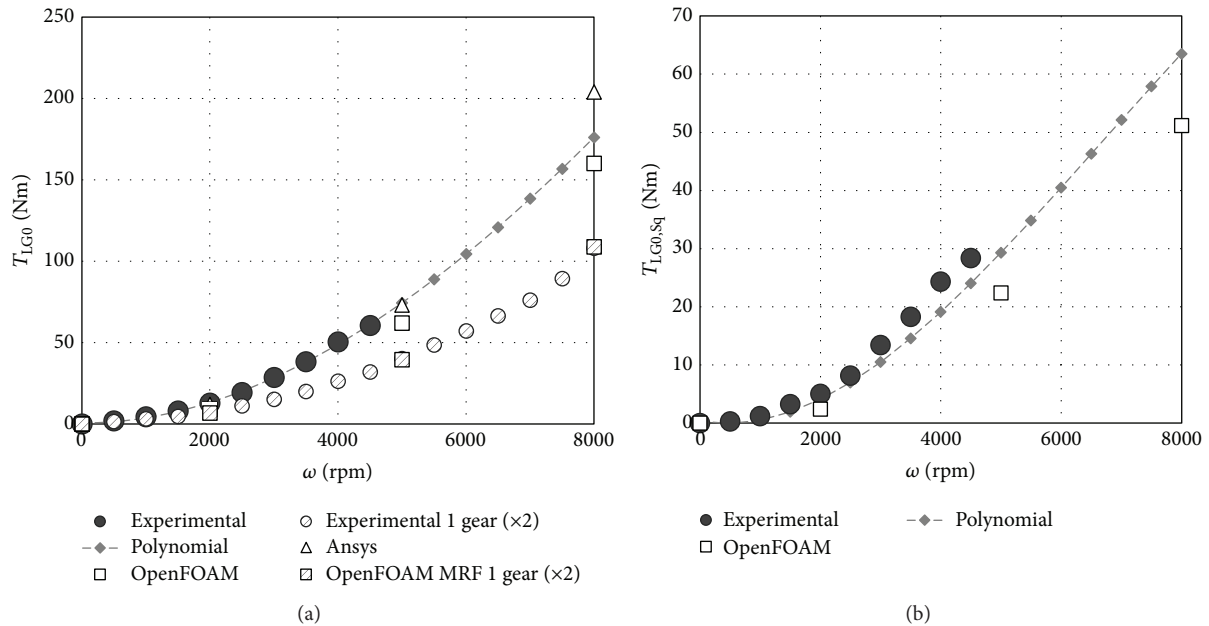 250
200
150
100
50
0
T_LG0 (Nm)
0 2000 4000 6000 8000
ω (rpm)
Experimental
Polynomial
OpenFOAM
Experimental 1 gear (×2)
Ansys
OpenFOAM MRF 1 gear (×2)
(a)
70
60
50
40
30
20
10
0
T_LG0,Sq (Nm)
0 2000 4000 6000 8000
ω (rpm)
Experimental
OpenFOAM
Polynomial
(b)